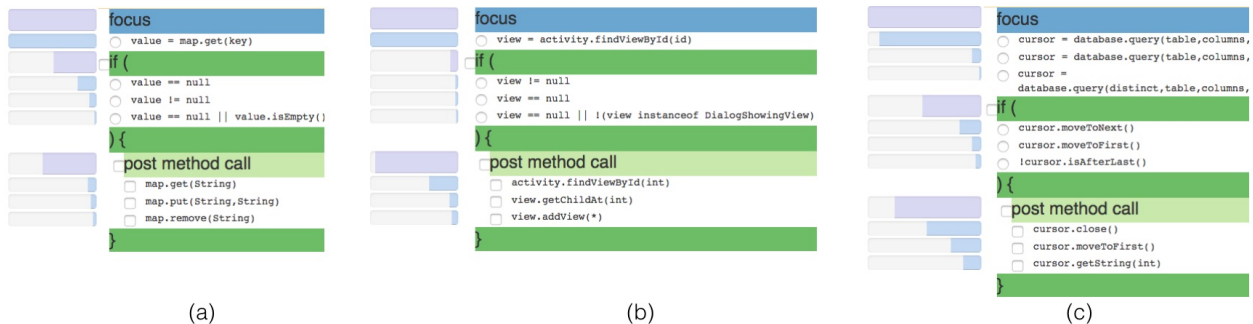 focus
value = map.get(key)
if (
value == null
value != null
value == null || value.isEmpty()
) {
post method call
map.get(String)
map.put(String,String)
map.remove(String)
}
(a)
focus
view = activity.findViewById(id)
if (
view != null
view == null
view == null || !(view instanceof DialogShowingView)
) {
post method call
activity.findViewById(int)
view.getChildAt(int)
view.addView(*)
}
(b)
focus
cursor = database.query(table,columns,
cursor = database.query(table,columns,
cursor =
database.query(distinct,table,columns,
if (
cursor.moveToNext()
cursor.moveToFirst()
!cursor.isAfterLast()
) {
post method call
cursor.close()
cursor.moveToFirst()
cursor.getString(int)
}
(c)